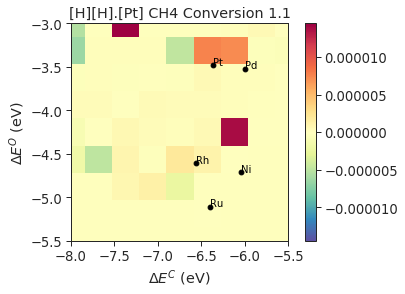 [H][H].[Pt] CH4 Conversion 1.1
−3.0
−3.5
−4.0
−4.5
−5.0
−5.5
ΔE^O (eV)
Pt
Pd
Rh
Ni
Ru
−8.0 −7.5 −7.0 −6.5 −6.0 −5.5
ΔE^C (eV)
0.000010
0.000005
0.000000
−0.000005
−0.000010